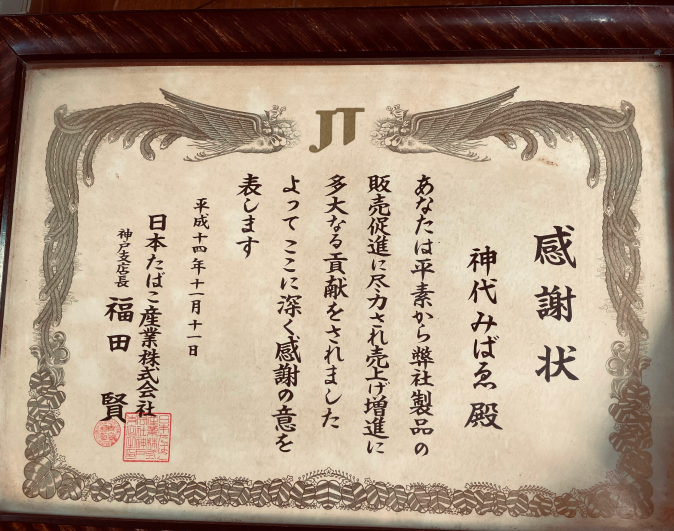 JT
感謝状
神代みばゑ殿
あなたは平素から弊社製品の
販売促進に尽力され売上げ増進に
多大なる貢献をされました
よってここに深く感謝の意を
表します
平成十四年十一月十一日
日本たばこ産業株式会社
神戸支店長 福田 賢